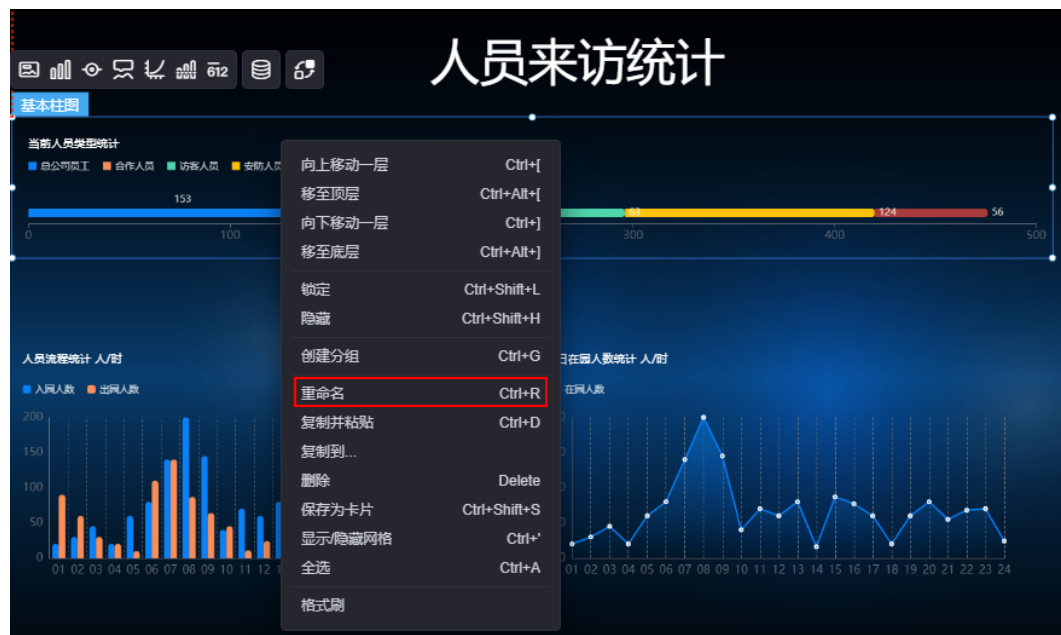 人员来访统计
612
基本柱图
当前人员类型统计
总公司员工 合作人员 访客人员 安防人员
153 63 124 56
0 100 300 400 500
向上移动一层 Ctrl+[
移至顶层 Ctrl+Alt+[
向下移动一层 Ctrl+]
移至底层 Ctrl+Alt+]
锁定 Ctrl+Shift+L
隐藏 Ctrl+Shift+H
创建分组 Ctrl+G
重命名 Ctrl+R
复制并粘贴 Ctrl+D
复制到...
删除 Delete
保存为卡片 Ctrl+Shift+S
显示/隐藏网格 Ctrl+'
全选 Ctrl+A
格式刷
人员流程统计 人/时
入园人数 出园人数
200
150
100
50
0
01 02 03 04 05 06 07 08 09 10 11 12
日在园人数统计 人/时
在园人数
01 02 03 04 05 06 07 08 09 10 11 12 13 14 15 16 17 18 19 20 21 22 23 24